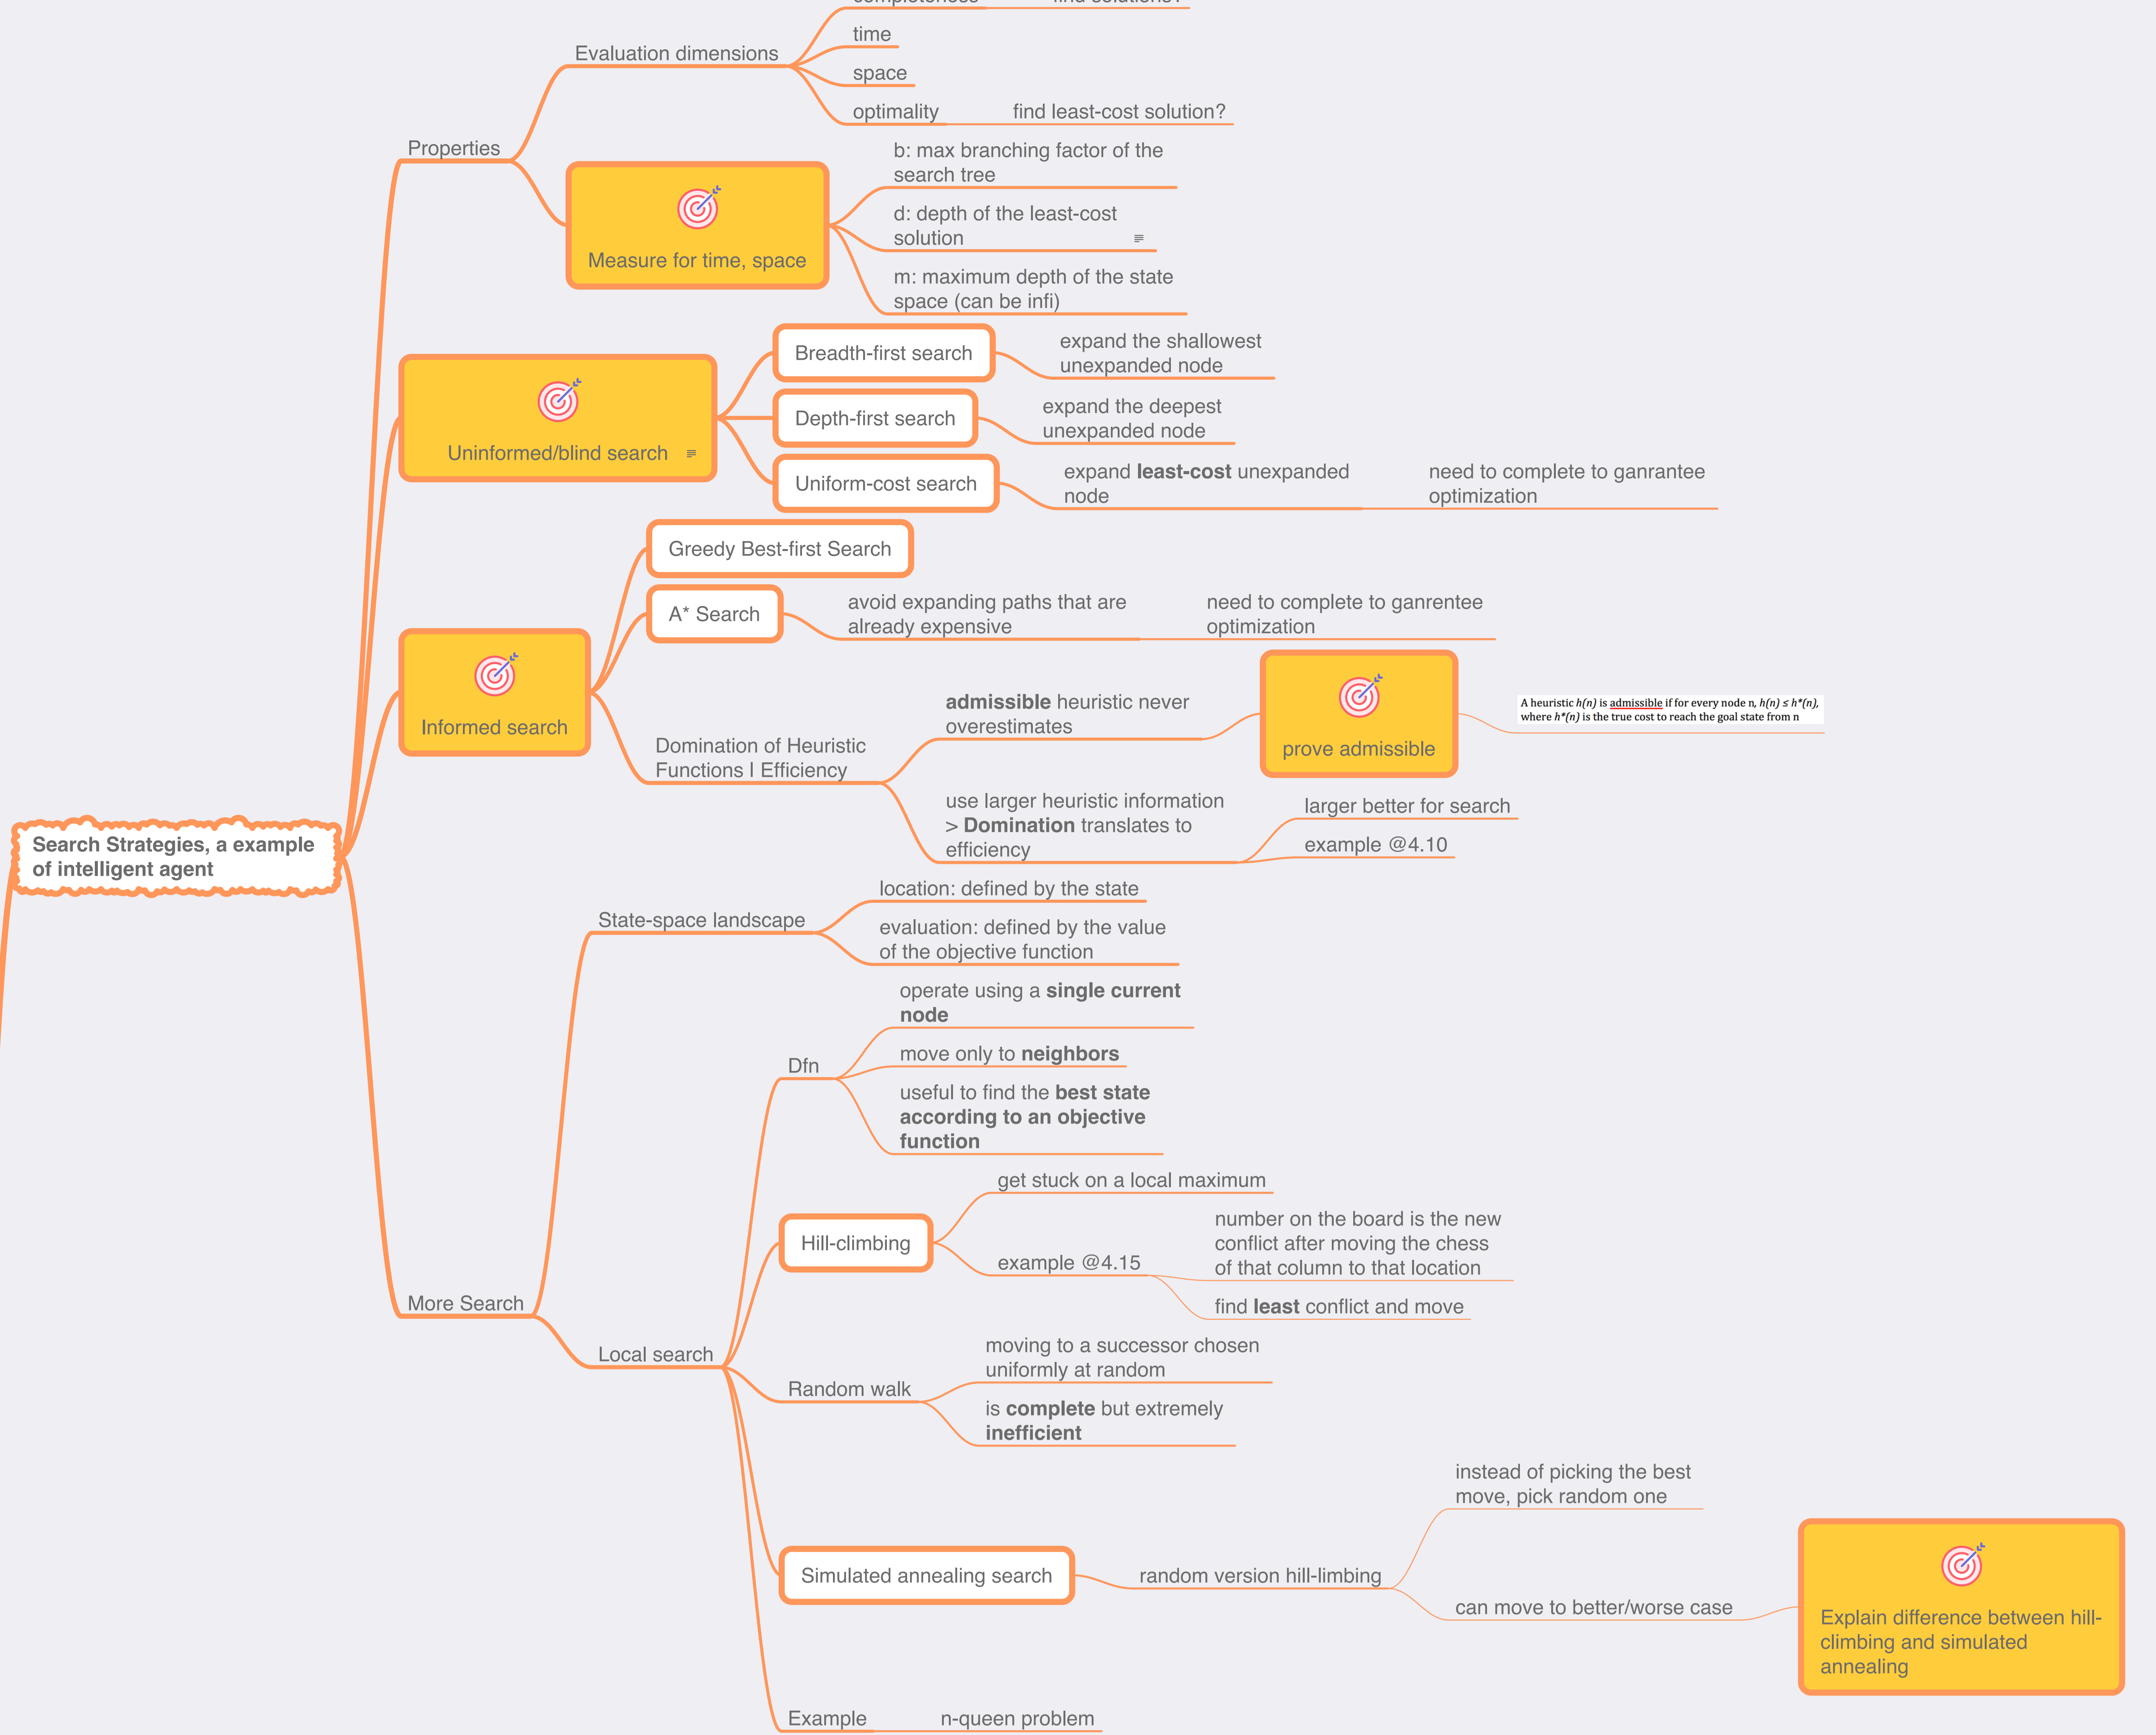 completeness find solutions?
time
Evaluation dimensions
space
optimality find least-cost solution?
Properties
b: max branching factor of the
search tree
d: depth of the least-cost
solution
Measure for time, space
m: maximum depth of the state
space (can be infi)
Breadth-first search
expand the shallowest
unexpanded node
Depth-first search
expand the deepest
unexpanded node
Uninformed/blind search
Uniform-cost search
expand least-cost unexpanded
node
need to complete to ganrantee
optimization
Greedy Best-first Search
A* Search
avoid expanding paths that are
already expensive
need to complete to ganrentee
optimization
Informed search
Domination of Heuristic
Functions | Efficiency
admissible heuristic never
overestimates
prove admissible
A heuristic h(n) is admissible if for every node n, h(n) ≤ h*(n),
where h*(n) is the true cost to reach the goal state from n
use larger heuristic information
> Domination translates to
efficiency
larger better for search
example @4.10
Search Strategies, a example
of intelligent agent
State-space landscape
location: defined by the state
evaluation: defined by the value
of the objective function
Dfn
operate using a single current
node
move only to neighbors
useful to find the best state
according to an objective
function
More Search
Local search
Hill-climbing
get stuck on a local maximum
example @4.15
number on the board is the new
conflict after moving the chess
of that column to that location
find least conflict and move
Random walk
moving to a successor chosen
uniformly at random
is complete but extremely
inefficient
Simulated annealing search
random version hill-limbing
instead of picking the best
move, pick random one
can move to better/worse case
Explain difference between hill-
climbing and simulated
annealing
Example
n-queen problem